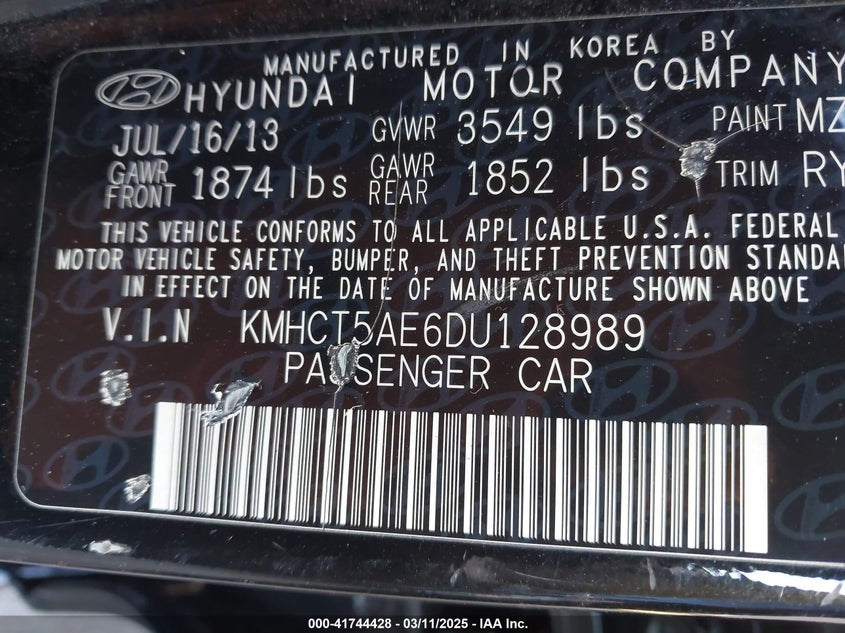 MANUFACTURED IN KOREA BY
HYUNDAI MOTOR COMPANY
JUL/16/13 GVWR 3549 lbs PAINT MZ
GAWR FRONT 1874 lbs GAWR REAR 1852 lbs TRIM RY
THIS VEHICLE CONFORMS TO ALL APPLICABLE U.S.A. FEDERAL
MOTOR VEHICLE SAFETY, BUMPER, AND THEFT PREVENTION STANDA
IN EFFECT ON THE DATE OF MANUFACTURE SHOWN ABOVE
V.I.N KMHCT5AE6DU128989
PASSENGER CAR
000-41744428 - 03/11/2025 - © IAA, Inc.